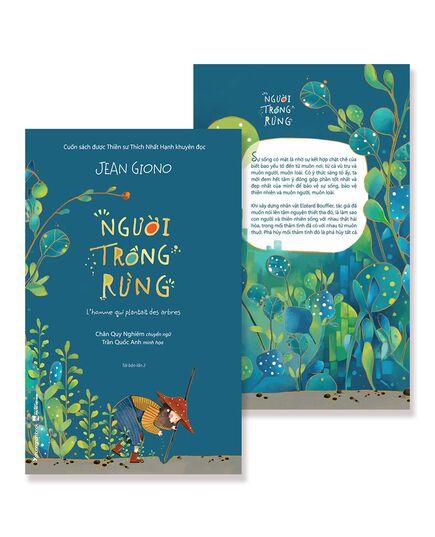 Cuốn sách được Thiền sư Thích Nhất Hạnh khuyên đọc
JEAN GIONO
NGƯỜI
TRỒNG
RỪNG
L'homme qui plantait des arbres
Chân Quy Nghiêm chuyển ngữ
Trần Quốc Anh minh họa
Tái bản lần 2
NGƯỜI
TRỒNG
RỪNG
Sự sống có mặt là nhờ sự kết hợp chặt chẽ của
biết bao yếu tố đến từ muôn nơi, từ cả vũ trụ và
muôn người, muôn loài. Có ý thức sáng tỏ ấy, ta
mới đem hết tâm ý đóng góp phần tốt nhất và
đẹp nhất của mình để bảo vệ sự sống, bảo vệ
thiên nhiên và muôn người, muôn loài.
Khi xây dựng nhân vật Elzéard Bouffier, tác giả đã
muốn nói lên tâm nguyện thiết tha đó, là làm sao
con người và thiên nhiên sống với nhau thật hài
hòa, trong mối thâm tình đã có với nhau từ muôn
thuở. Phá hủy mối thâm tình đó là phá hủy tất cả.